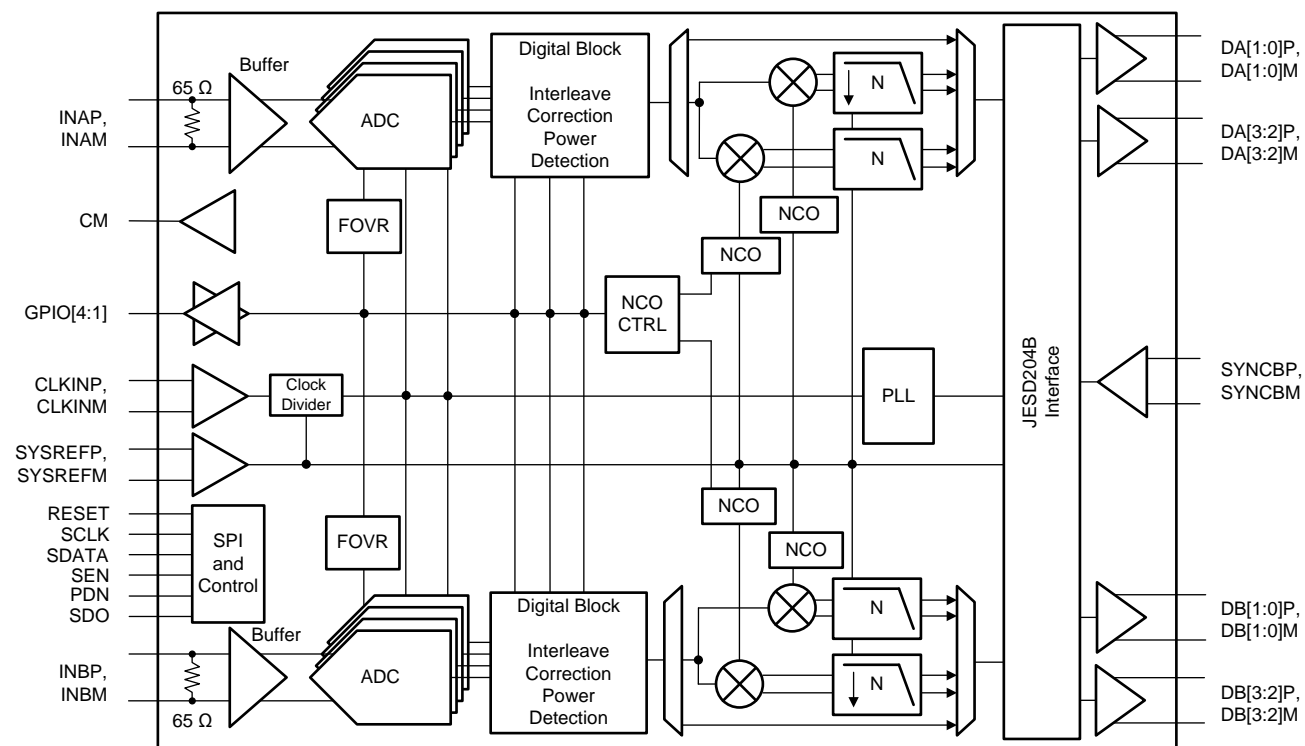 Buffer
65 Ω
INAP,
INAM
ADC
Digital Block
Interleave
Correction
Power
Detection
N
N
DA[1:0]P,
DA[1:0]M
DA[3:2]P,
DA[3:2]M
CM
FOVR
NCO
NCO
GPIO[4:1]
NCO
CTRL
CLKINP,
CLKINM
Clock
Divider
PLL
JESD204B
Interface
SYNCBP,
SYNCBM
SYSREFP,
SYSREFM
RESET
SCLK
SDATA
SEN
PDN
SDO
SPI
and
Control
FOVR
NCO
NCO
Buffer
INBP,
INBM
65 Ω
ADC
Digital Block
Interleave
Correction
Power
Detection
N
N
DB[1:0]P,
DB[1:0]M
DB[3:2]P,
DB[3:2]M